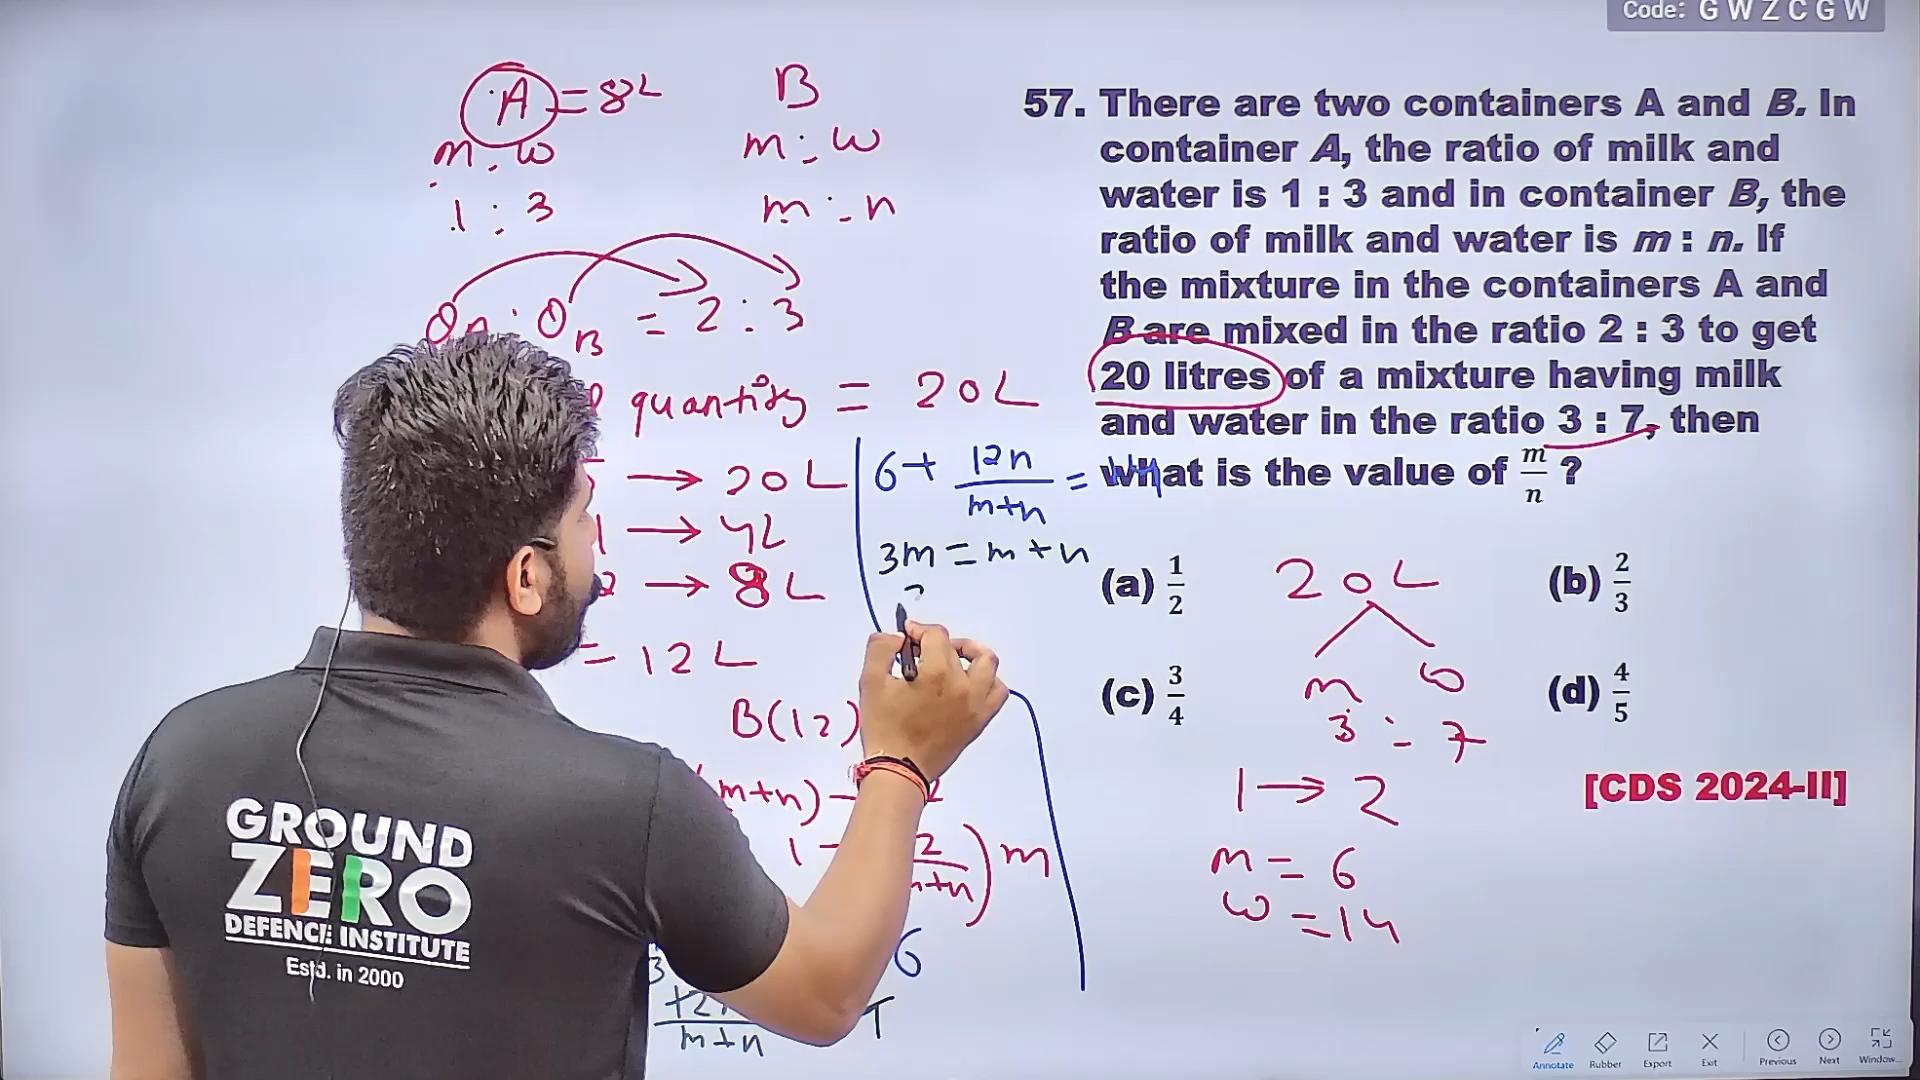 Code: G W Z C G W
A = 8L
B
m : w
m : w
1 : 3
m : n
= 2 : 3
quantity = 20L
→ 20L
1 → 4L
2 → 8L
= 12L
B(12)
m+n)
m
6
m+n
6 + 12n/m+n =
3m = m+n
57. There are two containers A and B. In
container A, the ratio of milk and
water is 1 : 3 and in container B, the
ratio of milk and water is m : n. If
the mixture in the containers A and
B are mixed in the ratio 2 : 3 to get
20 litres of a mixture having milk
and water in the ratio 3 : 7, then
what is the value of m/n ?
(a) 1/2
(b) 2/3
(c) 3/4
(d) 4/5
[CDS 2024-II]
20L
m w
3 : 7
1 → 2
m = 6
w = 14
GROUND
ZERO
DEFENCE INSTITUTE
Estd. in 2000
Annotate Rubber Export Exit Previous Next Window...